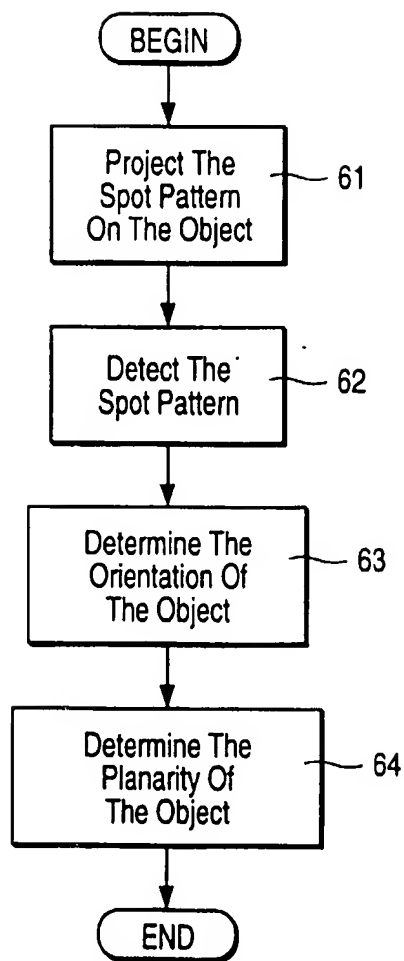 BEGIN
Project The
Spot Pattern
On The Object
61
Detect The
Spot Pattern
62
Determine The
Orientation Of
The Object
63
Determine The
Planarity Of
The Object
64
END